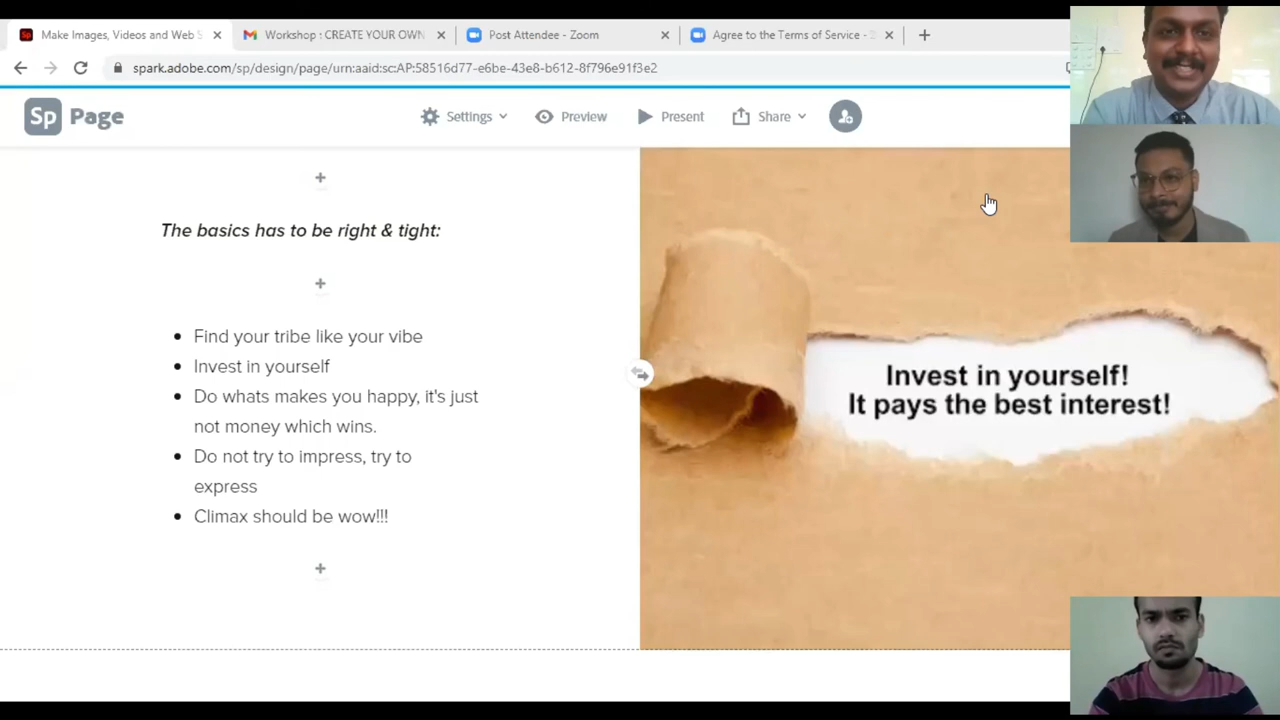 Make Images, Videos and Web S
Workshop : CREATE YOUR OWN
Post Attendee - Zoom
Agree to the Terms of Service -
spark.adobe.com/sp/design/page/urn:aaid:sc:AP:58516d77-e6be-43e8-b612-8f796e91f3e2
Sp Page
Settings
Preview
Present
Share
The basics has to be right & tight:
Find your tribe like your vibe
Invest in yourself
Do whats makes you happy, it's just
not money which wins.
Do not try to impress, try to
express
Climax should be wow!!!
Invest in yourself!
It pays the best interest!